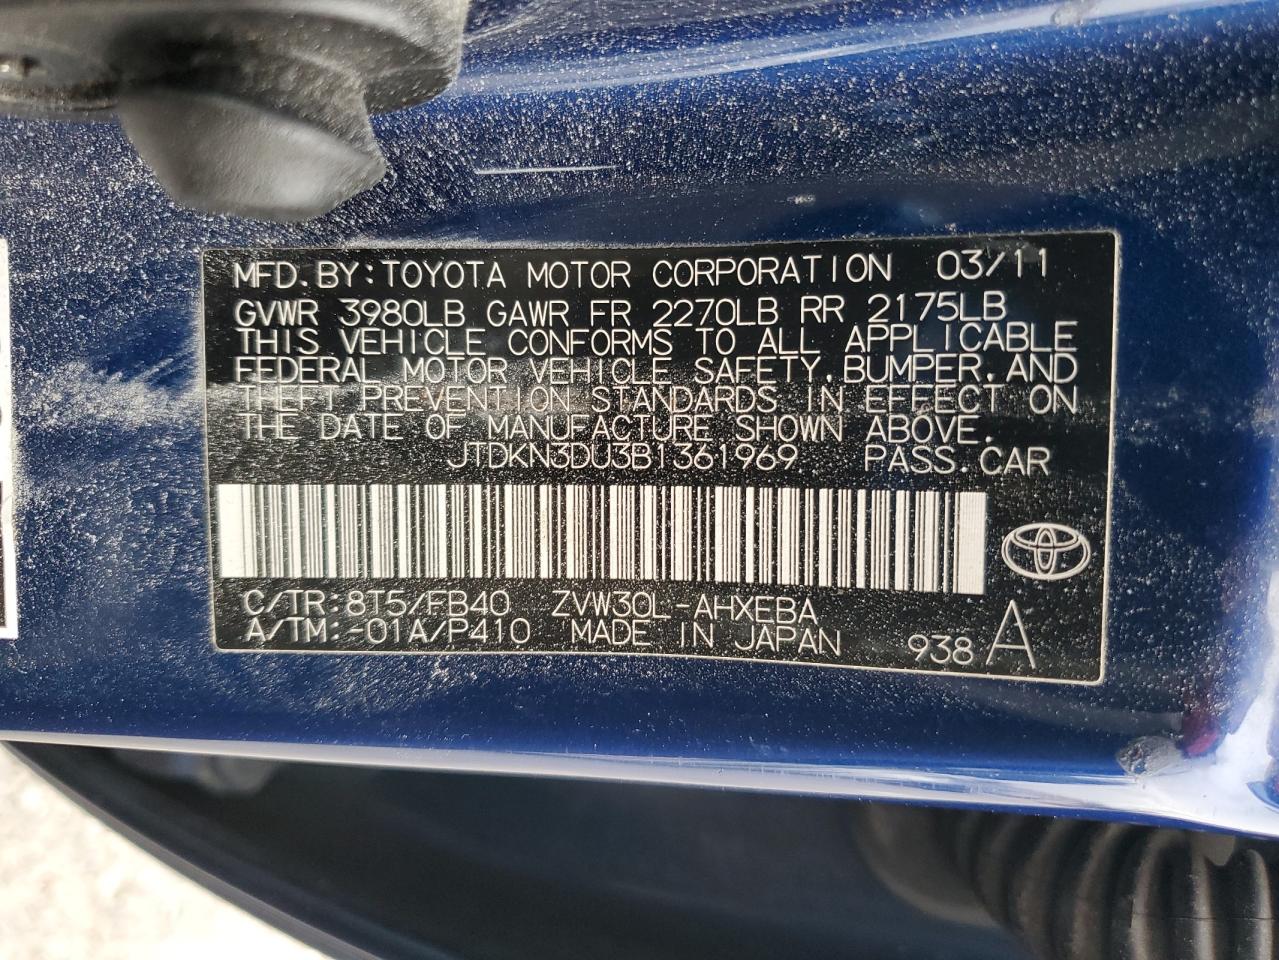 MFD. BY: TOYOTA MOTOR CORPORATION 03/11
GVWR 3980LB GAWR FR 2270LB RR 2175LB
THIS VEHICLE CONFORMS TO ALL APPLICABLE
FEDERAL MOTOR VEHICLE SAFETY, BUMPER, AND
THEFT PREVENTION STANDARDS IN EFFECT ON
THE DATE OF MANUFACTURE SHOWN ABOVE.
JTDKN3DU3B1361969 PASS. CAR
C/TR: 8T5/FB40 ZVW30L-AHXEBA
A/TM: -01A/P410 MADE IN JAPAN 938 A